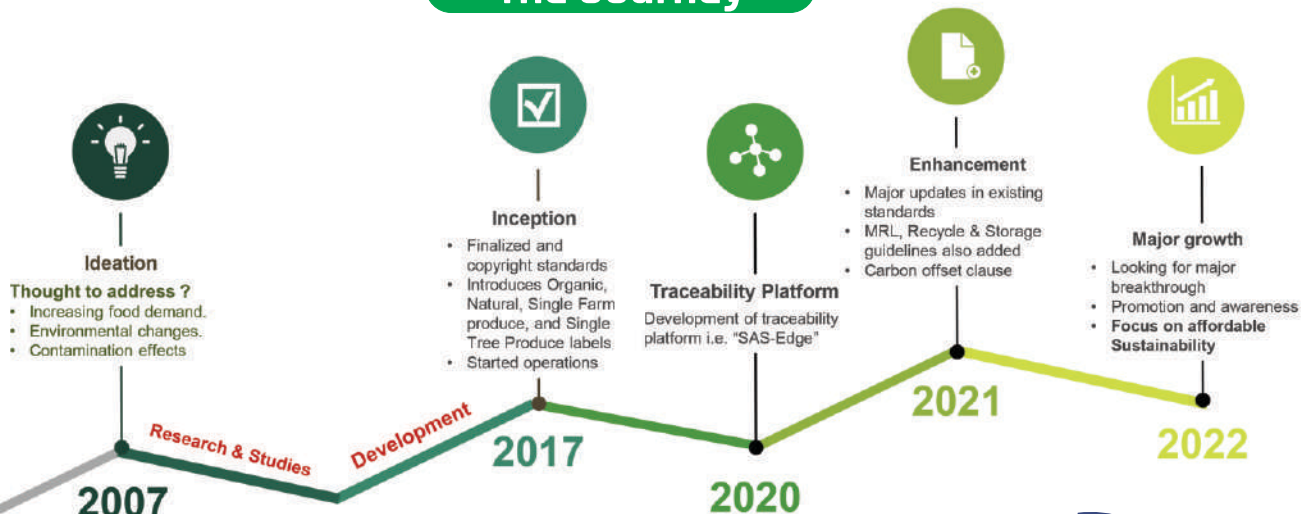 The Journey
Ideation
Thought to address ?
• Increasing food demand.
• Environmental changes.
• Contamination effects
2007
Research & Studies
Development
Inception
• Finalized and
copyright standards
• Introduces Organic,
Natural, Single Farm
produce, and Single
Tree Produce labels
• Started operations
2017
Traceability Platform
Development of traceability
platform i.e. “SAS-Edge”
2020
Enhancement
• Major updates in existing
standards
• MRL, Recycle & Storage
guidelines also added
• Carbon offset clause
2021
Major growth
• Looking for major
breakthrough
• Promotion and awareness
• Focus on affordable
Sustainability
2022